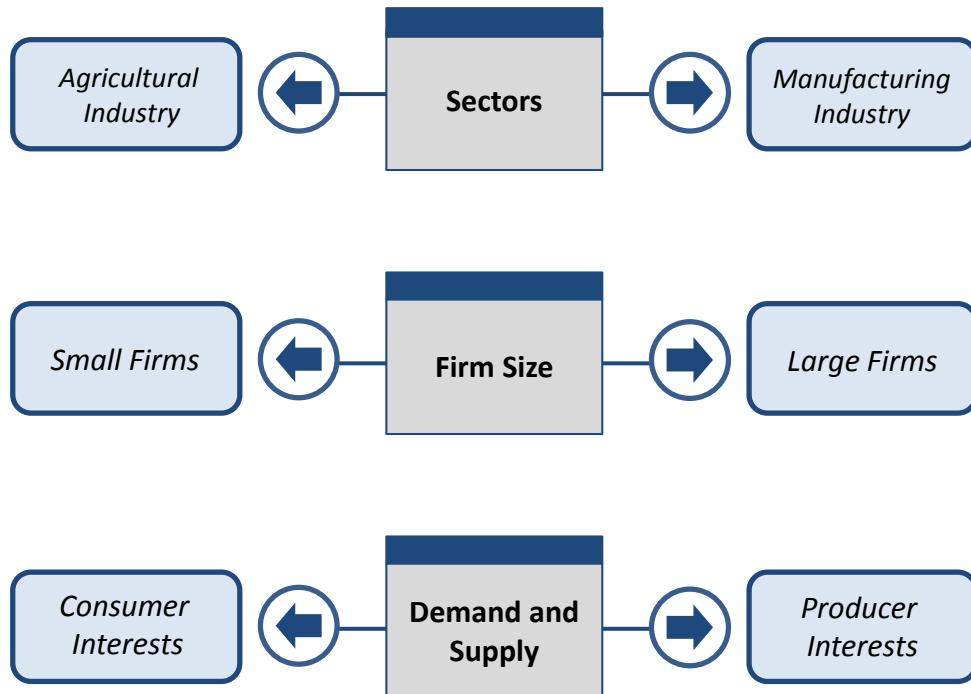 Agricultural
Industry
Sectors
Manufacturing
Industry
Small Firms
Firm Size
Large Firms
Consumer
Interests
Demand and
Supply
Producer
Interests